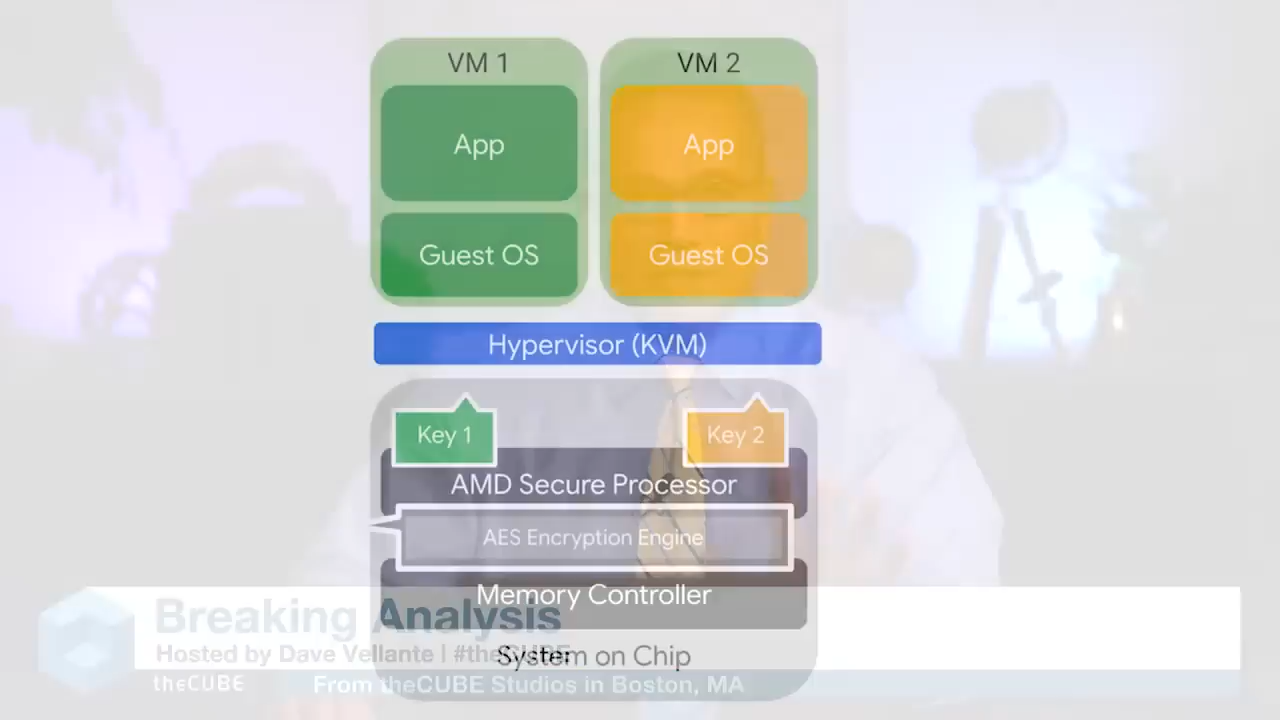 VM 1
VM 2
App
App
Guest OS
Guest OS
Hypervisor (KVM)
Key 1
Key 2
AMD Secure Processor
AES Encryption Engine
Memory Controller
Breaking Analysis
Hosted by Dave Vellante | #theCUBE
System on Chip
theCUBE
From theCUBE Studios in Boston, MA